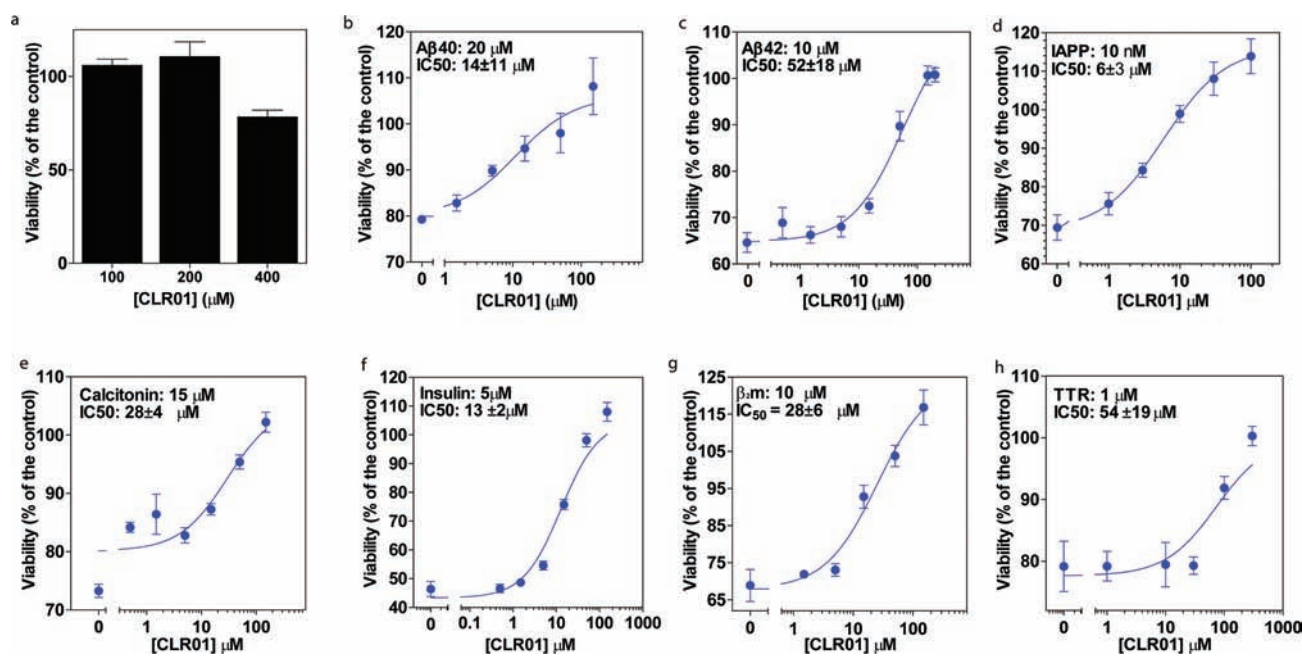 a
Viability (% of the control)
100
50
0
100 200 400
[CLR01] (μM)
b
Aβ40: 20 μM
IC50: 14±11 μM
Viability (% of the control)
120
110
100
90
80
70
0 1 10 100
[CLR01] (μM)
c
Aβ42: 10 μM
IC50: 52±18 μM
Viability (% of the control)
110
100
90
80
70
60
0 1 10 100
[CLR01] (μM)
d
IAPP: 10 nM
IC50: 6±3 μM
Viability (% of the control)
120
110
100
90
80
70
60
0 1 10 100
[CLR01] μM
e
Calcitonin: 15 μM
IC50: 28±4 μM
Viability (% of the control)
110
100
90
80
70
0 1 10 100
[CLR01] μM
f
Insulin: 5μM
IC50: 13 ±2μM
Viability (% of the control)
120
110
100
90
80
70
60
50
40
0 0.1 1 10 100 1000
[CLR01] μM
g
β₂m: 10 μM
IC₅₀ = 28±6 μM
Viability (% of the control)
125
115
105
95
85
75
65
0 1 10 100
[CLR01] μM
h
TTR: 1 μM
IC50: 54 ±19 μM
Viability (% of the control)
110
100
90
80
70
0 1 10 100 1000
[CLR01] μM